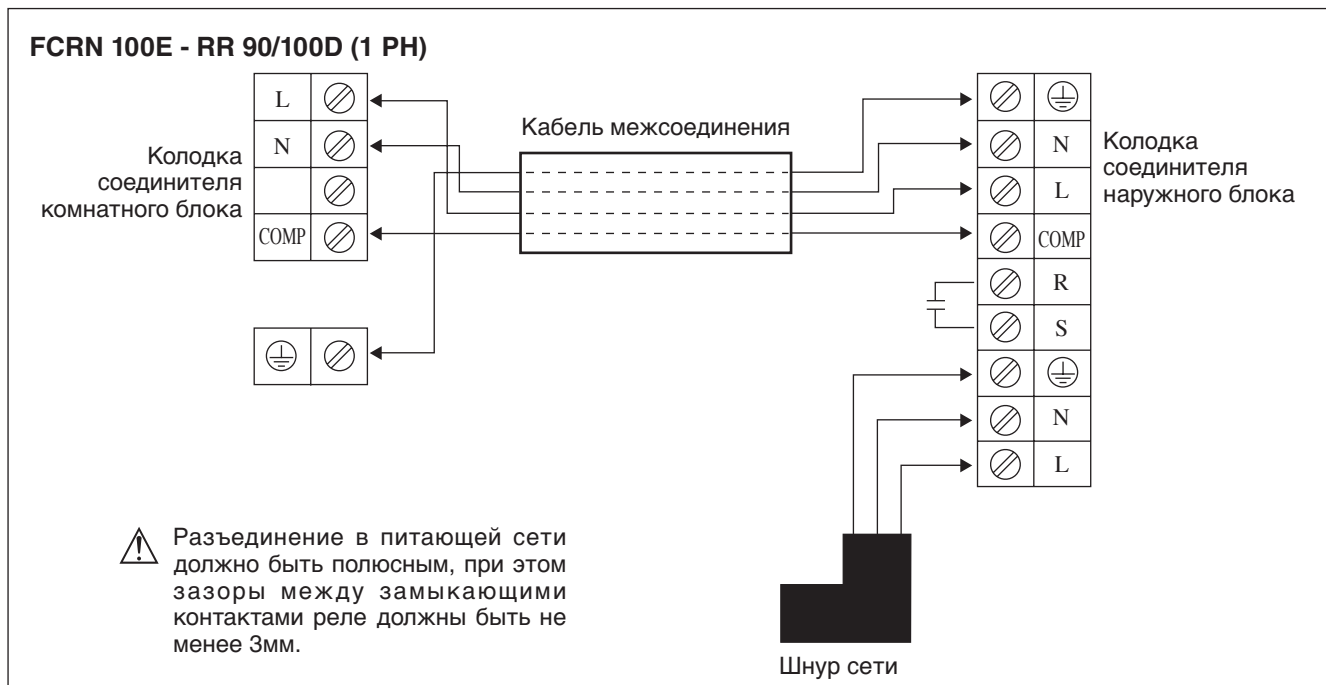 FCRN 100E - RR 90/100D (1 PH)
L
N
COMP
Колодка
соединителя
комнатного блока
Кабель межсоединения
N
L
COMP
R
S
N
L
Колодка
соединителя
наружного блока
Разъединение в питающей сети
должно быть полюсным, при этом
зазоры между замыкающими
контактами реле должны быть не
менее 3мм.
Шнур сети